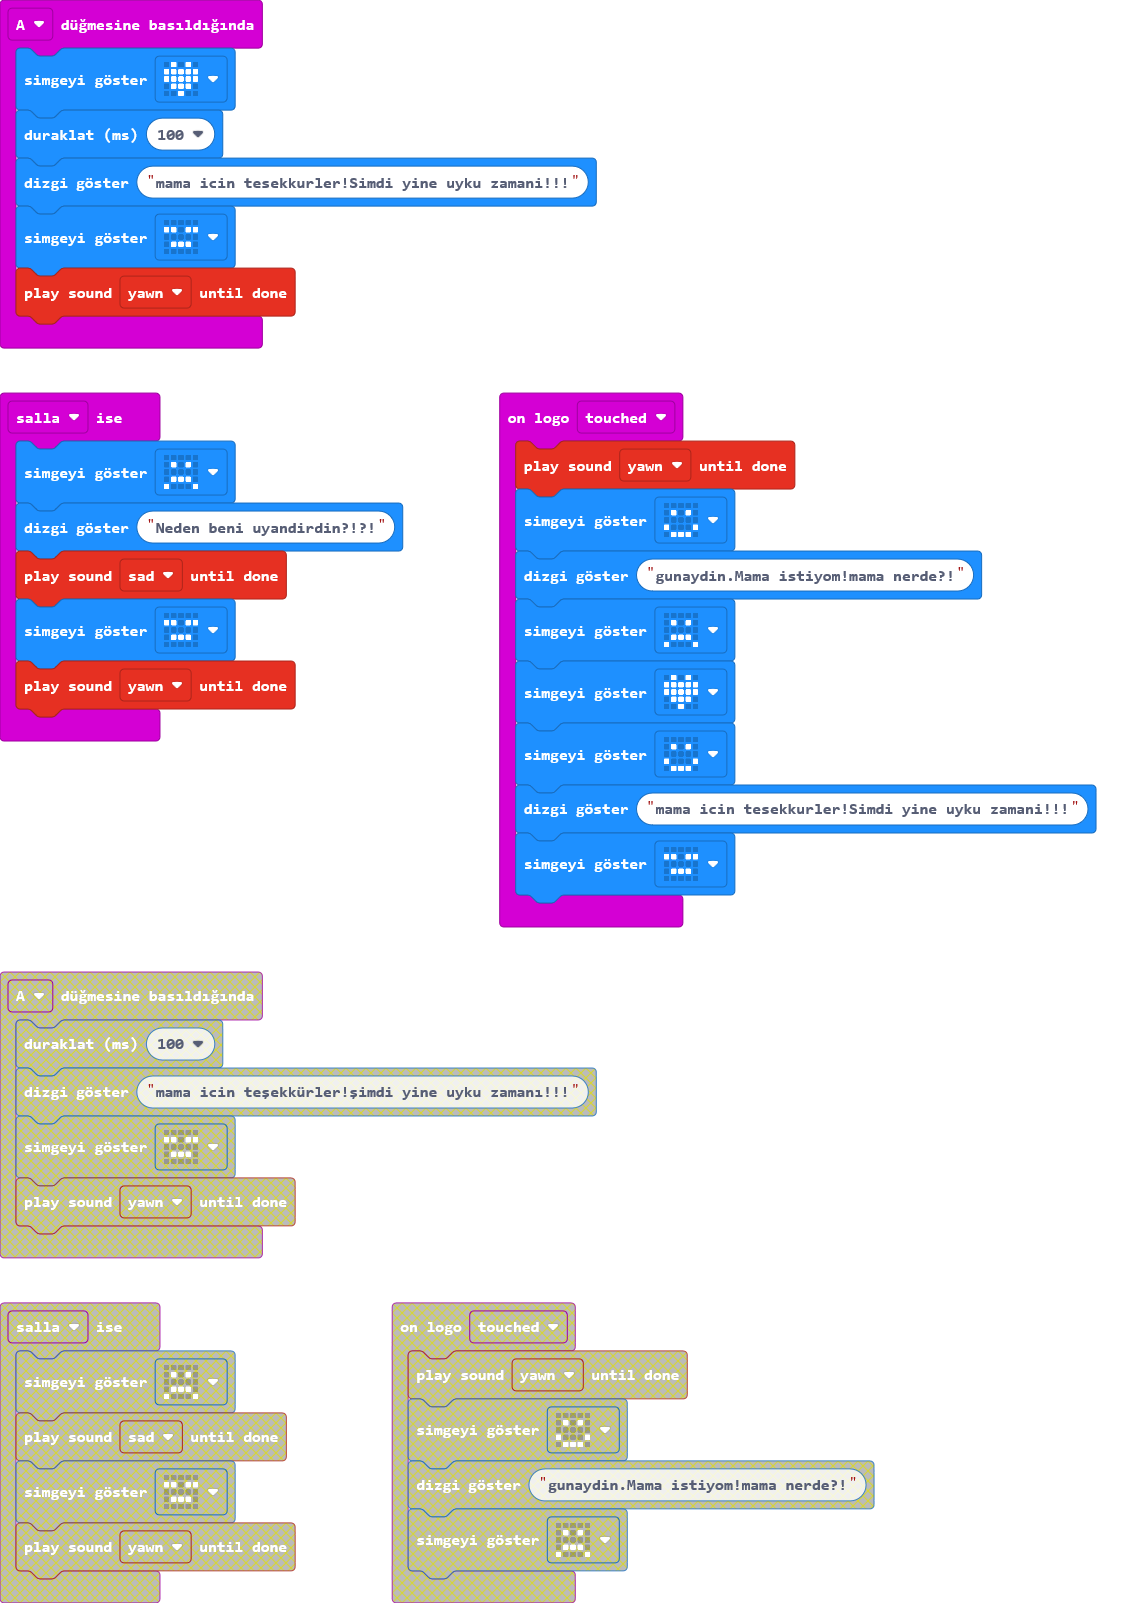 A düğmesine basıldığında
simgeyi göster
duraklat (ms) 100
dizgi göster "mama icin tesekkurler!Simdi yine uyku zamani!!!"
simgeyi göster
play sound yawn until done
salla ise
simgeyi göster
dizgi göster "Neden beni uyandirdin?!?!"
play sound sad until done
simgeyi göster
play sound yawn until done
on logo touched
play sound yawn until done
simgeyi göster
dizgi göster "gunaydin.Mama istiyom!mama nerde?!"
simgeyi göster
simgeyi göster
simgeyi göster
dizgi göster "mama icin tesekkurler!Simdi yine uyku zamani!!!"
simgeyi göster
A düğmesine basıldığında
duraklat (ms) 100
dizgi göster "mama icin teşekkürler!şimdi yine uyku zamanı!!!"
simgeyi göster
play sound yawn until done
salla ise
simgeyi göster
play sound sad until done
simgeyi göster
play sound yawn until done
on logo touched
play sound yawn until done
simgeyi göster
dizgi göster "gunaydin.Mama istiyom!mama nerde?!"
simgeyi göster